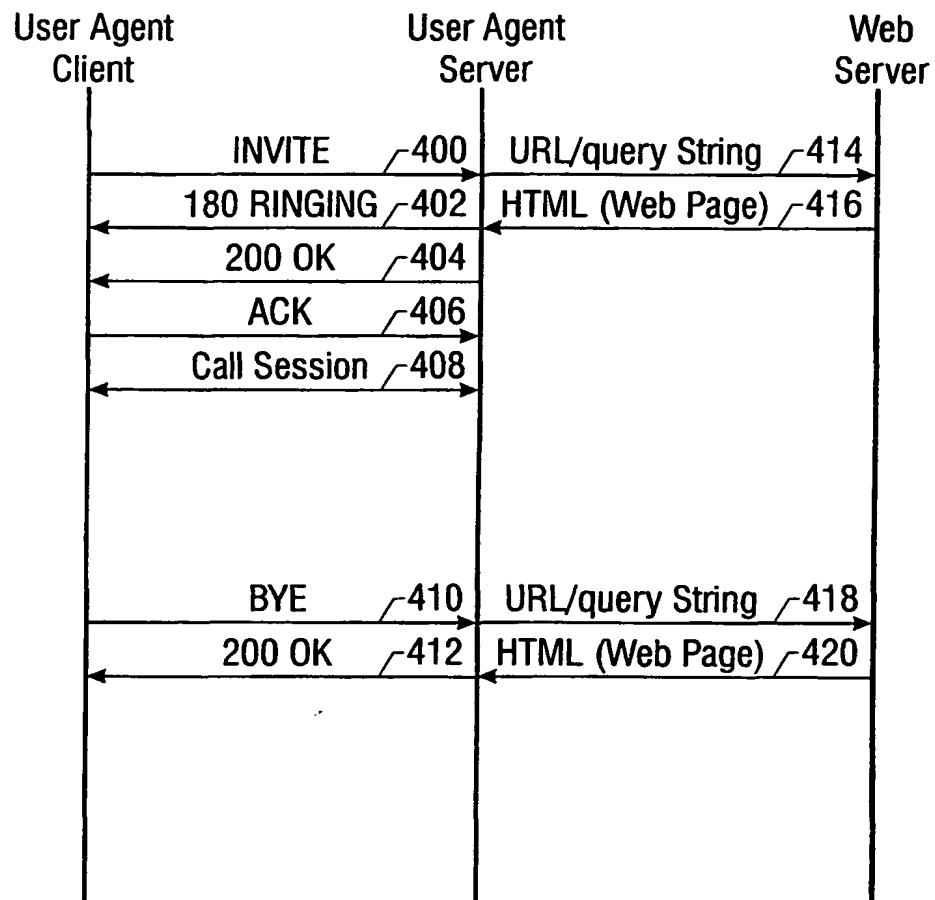 User Agent
Client
User Agent
Server
Web
Server
INVITE 400 URL/query String 414
180 RINGING 402 HTML (Web Page) 416
200 OK 404
ACK 406
Call Session 408
BYE 410 URL/query String 418
200 OK 412 HTML (Web Page) 420